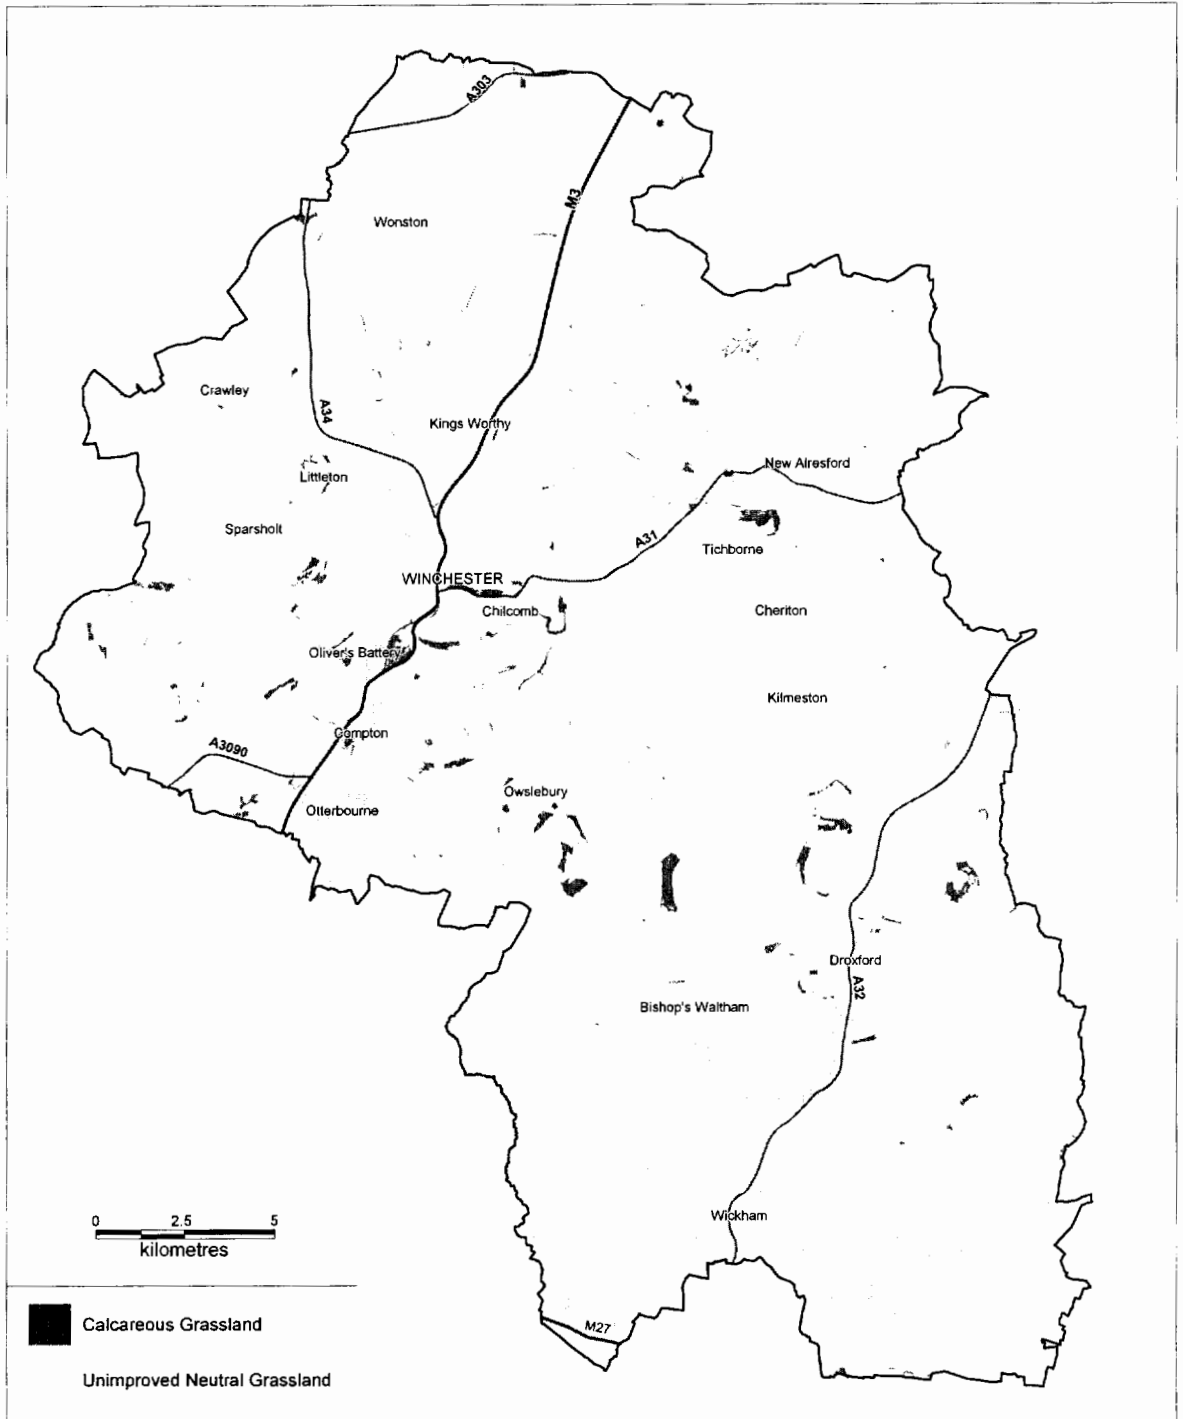 A303
M3
Wonston
Crawley
A34
Kings Worthy
Littleton
New Alresford
Sparsholt
A31
Tichborne
WINCHESTER
Chilcomb
Cheriton
Oliver's Battery
Kilmeston
Compton
A3090
Owslebury
Otterbourne
Droxford
A32
Bishop's Waltham
Wickham
0 2.5 5
kilometres
M27
Calcareous Grassland
Unimproved Neutral Grassland